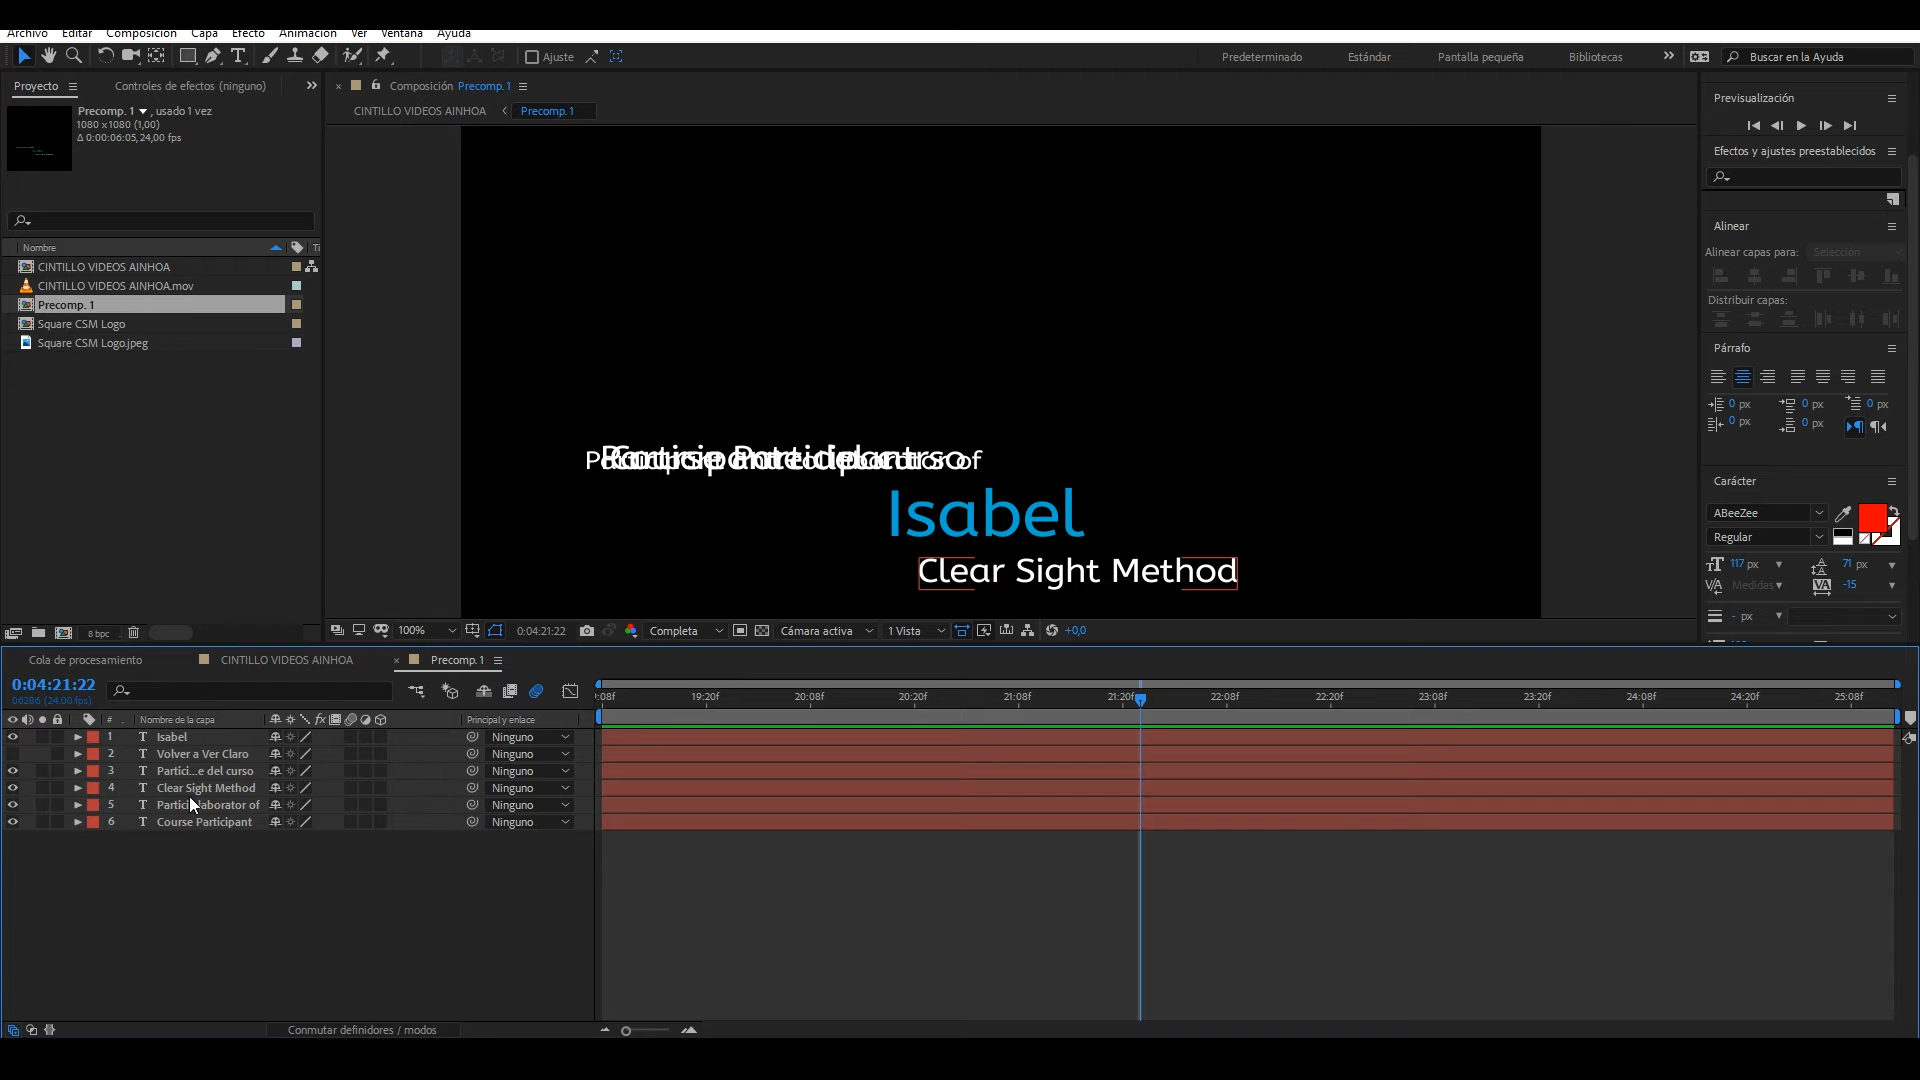 Archivo Editar Composición Capa Efecto Animación Ver Ventana Ayuda
Ajuste Predeterminado Estándar Pantalla pequeña Bibliotecas Buscar en la Ayuda
Proyecto Controles de efectos (ninguno)
Composición Precomp. 1
CINTILLO VIDEOS AINHOA Precomp. 1
Precomp. 1 , usado 1 vez
1080 x 1080 (1,00)
Δ 0:00:06:05, 24,00 fps
Nombre Ti
CINTILLO VIDEOS AINHOA
CINTILLO VIDEOS AINHOA.mov
Precomp. 1
Square CSM Logo
Square CSM Logo.jpeg
8 bpc
Isabel
Clear Sight Method
100% 0:04:21:22 Completa Cámara activa 1 Vista +0,0
Previsualización
Efectos y ajustes preestablecidos
Alinear
Alinear capas para: Selección
Distribuir capas:
Párrafo
0 px 0 px 0 px
0 px 0 px
Carácter
ABeeZee
Regular
117 px 71 px
Medidas -15
- px
Cola de procesamiento CINTILLO VIDEOS AINHOA Precomp. 1
0:04:21:22
06286 (24.00 fps)
:08f 19:20f 20:08f 20:20f 21:08f 21:20f 22:08f 22:20f 23:08f 23:20f 24:08f 24:20f 25:08f
# Nombre de la capa fx Principal y enlace
1 T Isabel Ninguno
2 T Volver a Ver Claro Ninguno
3 T Partici...e del curso Ninguno
4 T Clear Sight Method Ninguno
5 T laborator of Ninguno
6 T Course Participant Ninguno
Conmutar definidores / modos